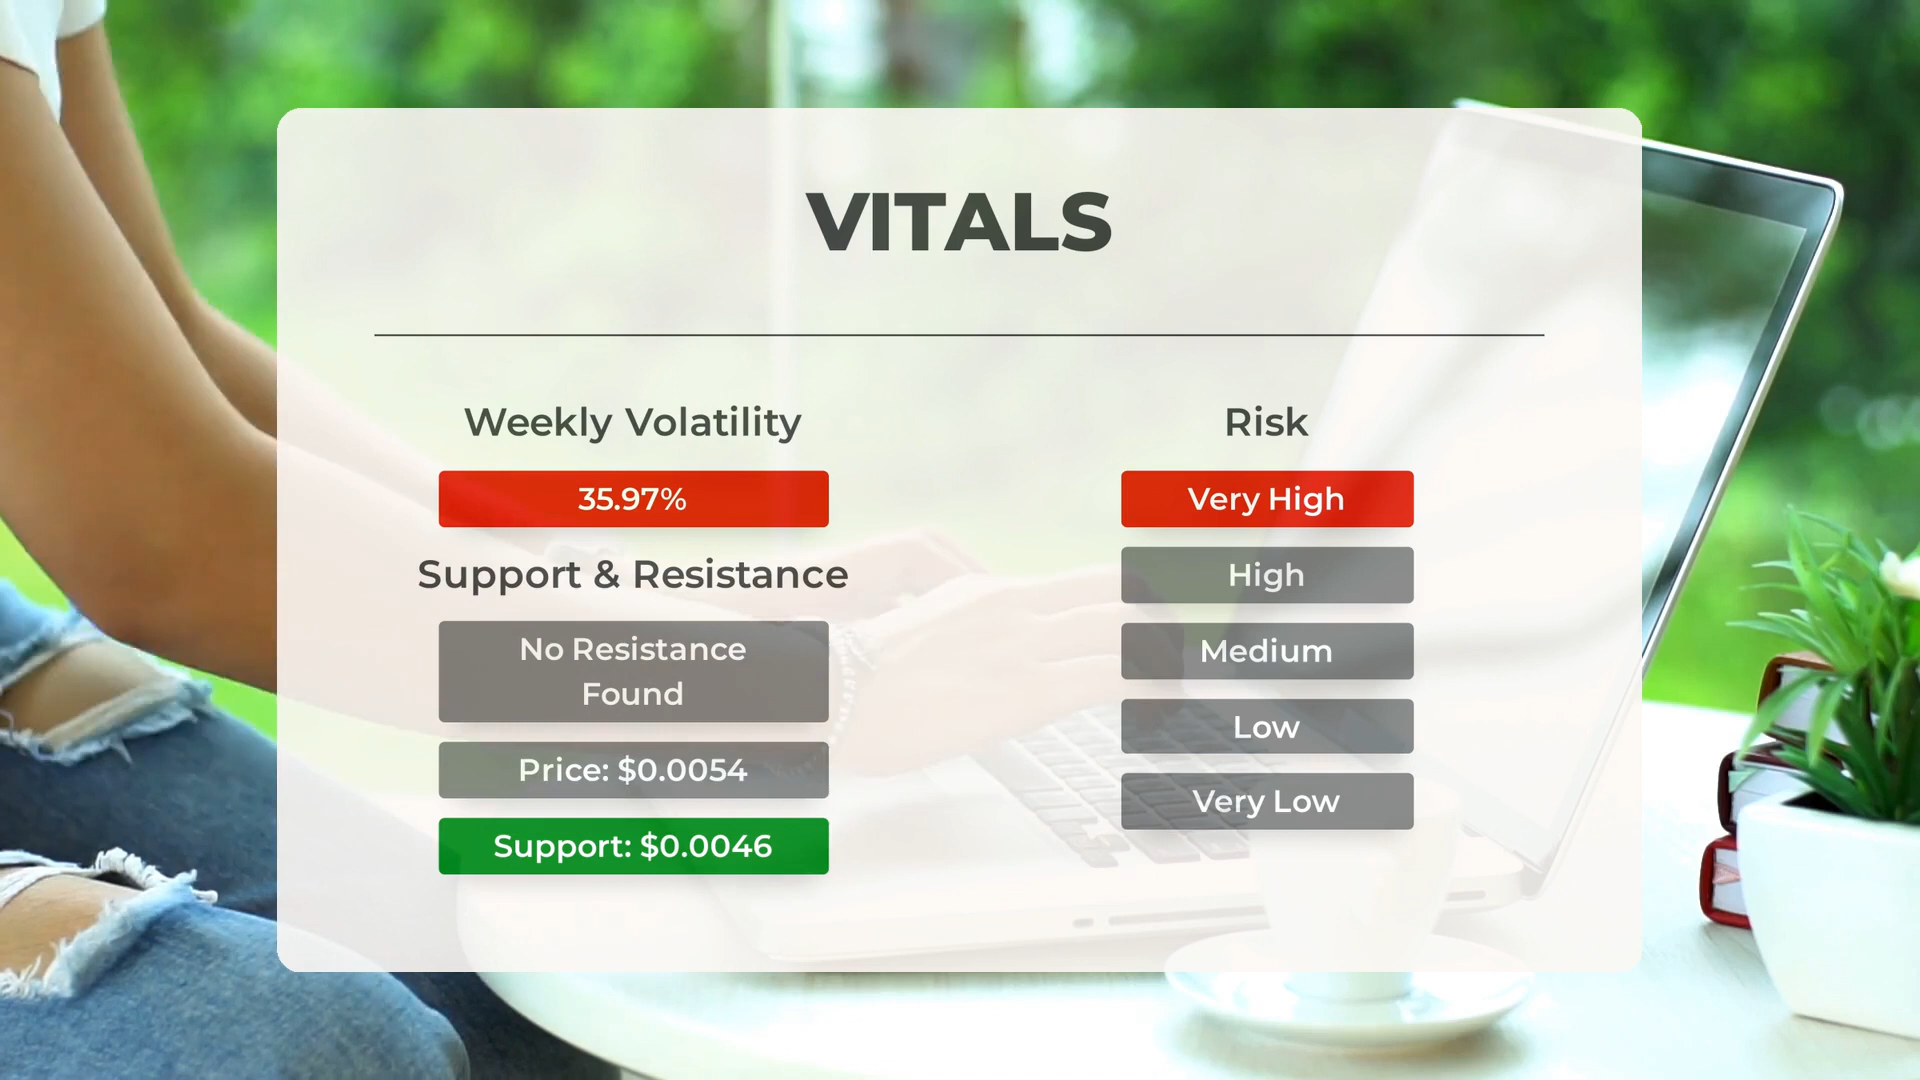 VITALS
Weekly Volatility
35.97%
Support & Resistance
No Resistance
Found
Price: $0.0054
Support: $0.0046
Risk
Very High
High
Medium
Low
Very Low